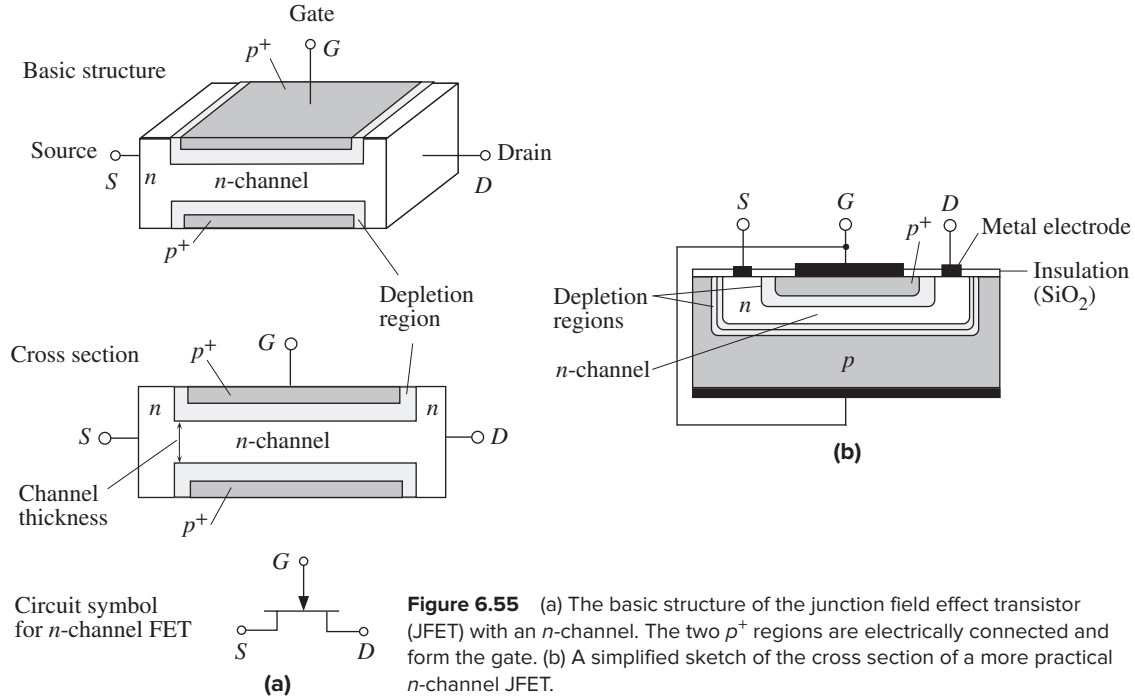 Gate
p+
G
Basic structure
Source
S
n
n-channel
Drain
D
p+
Depletion
region
Cross section
p+
G
n
n
S
n-channel
D
Channel
thickness
p+
G
Circuit symbol
for n-channel FET
S
D
(a)
S
G
D
p+
Metal electrode
Insulation
(SiO2)
Depletion
regions
n
n-channel
p
(b)
Figure 6.55 (a) The basic structure of the junction field effect transistor
(JFET) with an n-channel. The two p+ regions are electrically connected and
form the gate. (b) A simplified sketch of the cross section of a more practical
n-channel JFET.